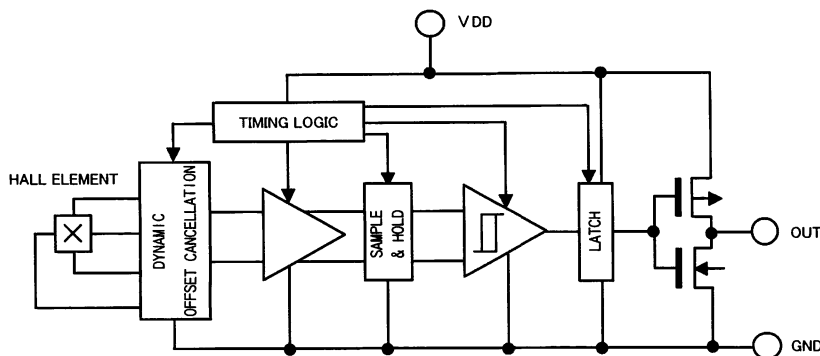 VDD
TIMING LOGIC
HALL ELEMENT
DYNAMIC
OFFSET CANCELLATION
SAMPLE
& HOLD
LATCH
OUT
GND